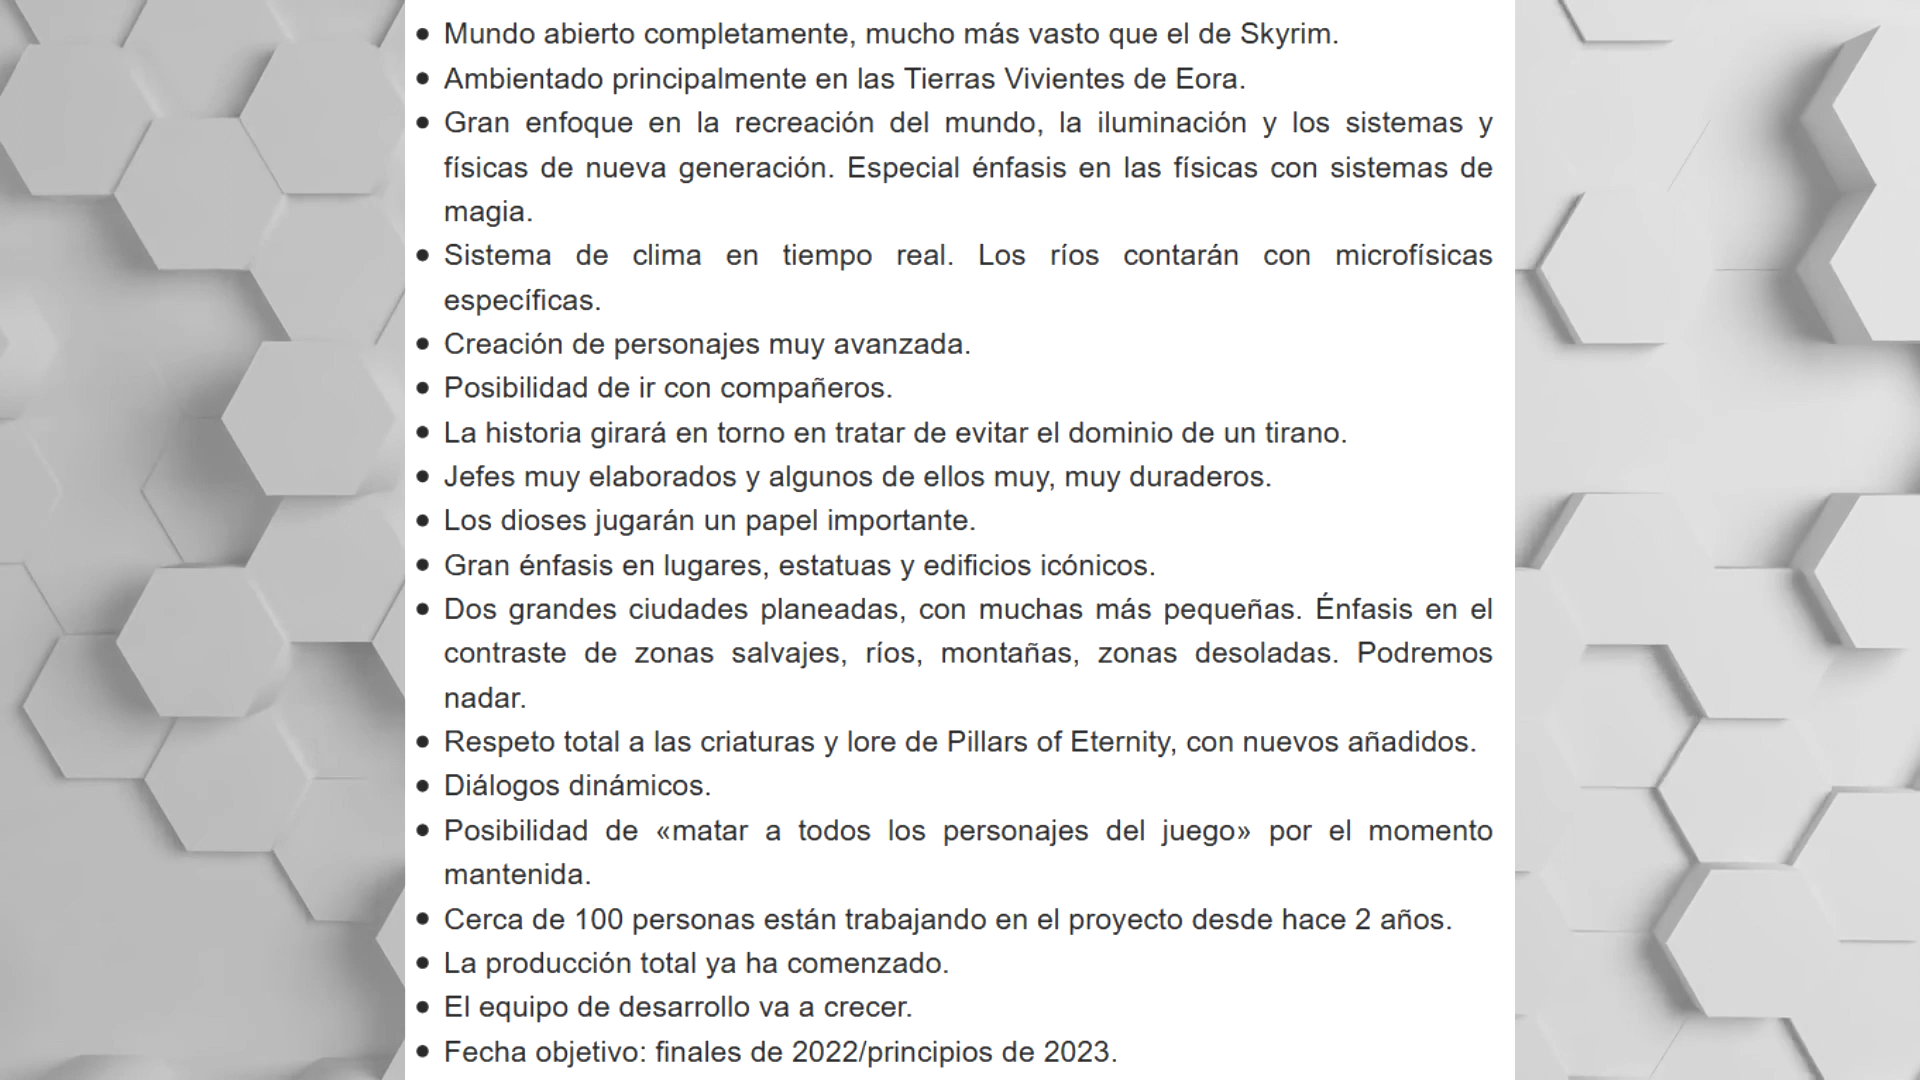 Mundo abierto completamente, mucho más vasto que el de Skyrim.
Ambientado principalmente en las Tierras Vivientes de Eora.
Gran enfoque en la recreación del mundo, la iluminación y los sistemas y
físicas de nueva generación. Especial énfasis en las físicas con sistemas de
magia.
Sistema de clima en tiempo real. Los ríos contarán con microfísicas
específicas.
Creación de personajes muy avanzada.
Posibilidad de ir con compañeros.
La historia girará en torno en tratar de evitar el dominio de un tirano.
Jefes muy elaborados y algunos de ellos muy, muy duraderos.
Los dioses jugarán un papel importante.
Gran énfasis en lugares, estatuas y edificios icónicos.
Dos grandes ciudades planeadas, con muchas más pequeñas. Énfasis en el
contraste de zonas salvajes, ríos, montañas, zonas desoladas. Podremos
nadar.
Respeto total a las criaturas y lore de Pillars of Eternity, con nuevos añadidos.
Diálogos dinámicos.
Posibilidad de «matar a todos los personajes del juego» por el momento
mantenida.
Cerca de 100 personas están trabajando en el proyecto desde hace 2 años.
La producción total ya ha comenzado.
El equipo de desarrollo va a crecer.
Fecha objetivo: finales de 2022/principios de 2023.